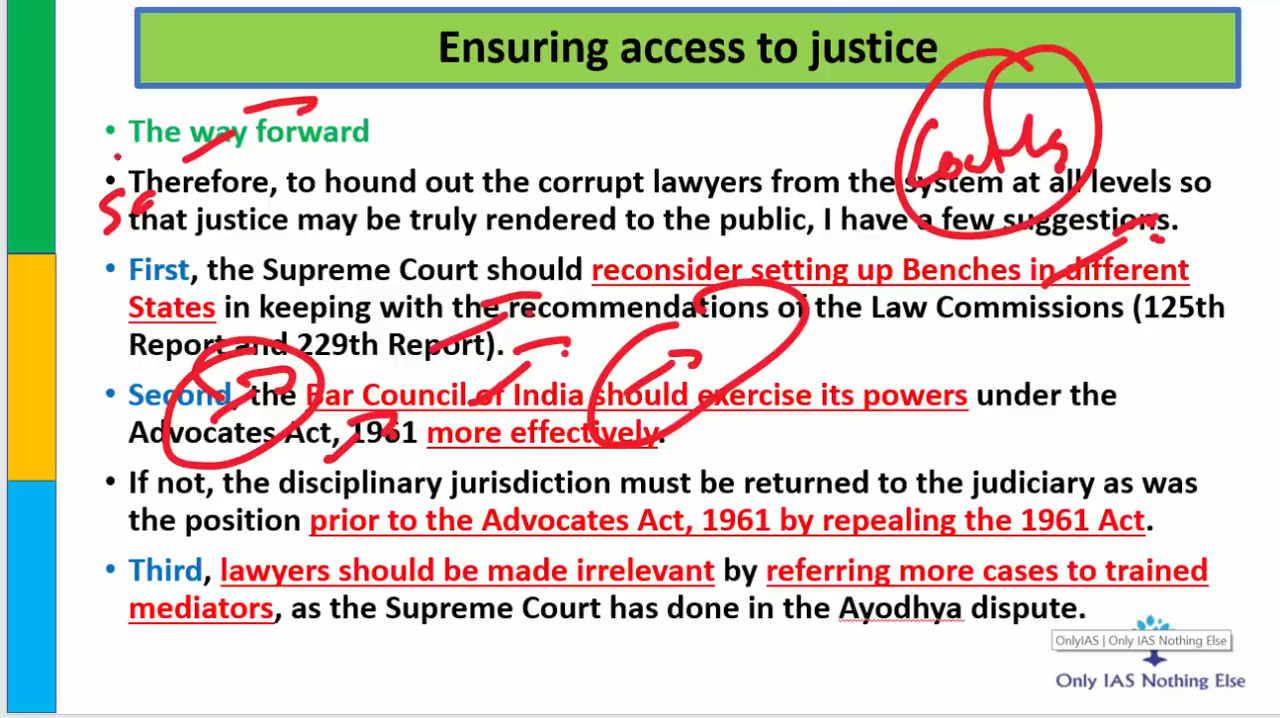 Ensuring access to justice
• The way forward
• Therefore, to hound out the corrupt lawyers from the system at all levels so
that justice may be truly rendered to the public, I have a few suggestions.
• First, the Supreme Court should reconsider setting up Benches in different
States in keeping with the recommendations of the Law Commissions (125th
Report and 229th Report).
• Second, the Bar Council of India should exercise its powers under the
Advocates Act, 1961 more effectively.
• If not, the disciplinary jurisdiction must be returned to the judiciary as was
the position prior to the Advocates Act, 1961 by repealing the 1961 Act.
• Third, lawyers should be made irrelevant by referring more cases to trained
mediators, as the Supreme Court has done in the Ayodhya dispute.
OnlyIAS | Only IAS Nothing Else
Only IAS Nothing Else